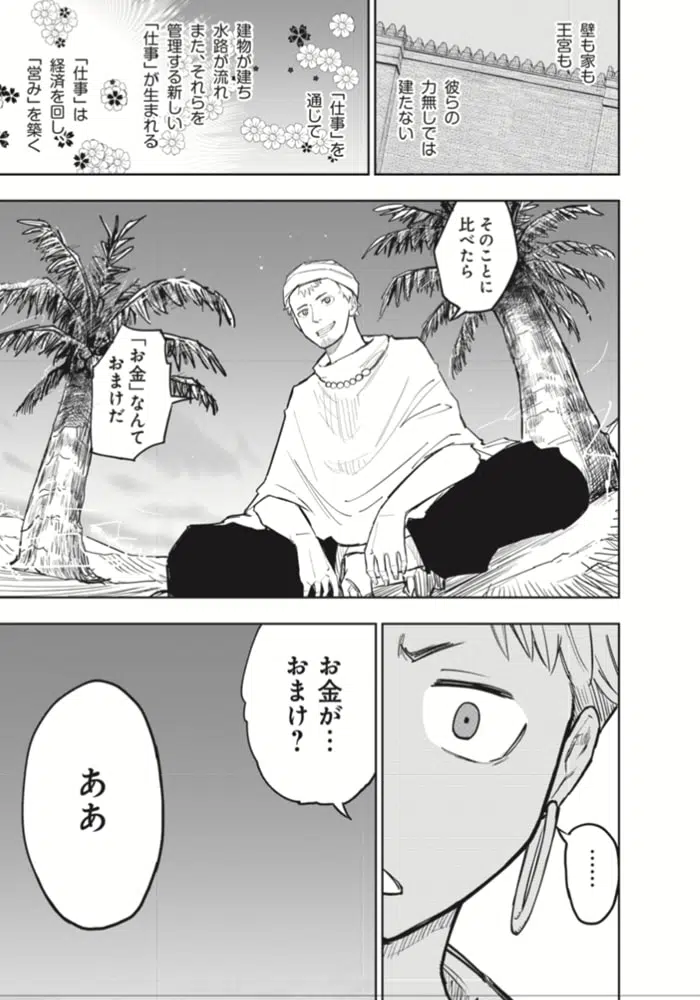 壁も家も
王宮も、
彼らの
力無しでは
建たない
「仕事」を
通じて
建物が建ち
水路が流れ
また、それらを
管理する新しい
「仕事」が生まれる
「仕事」は
経済を回し、
「営み」を築く
そのことに
比べたら
「お金」なんて
おまけだ
……
お金が…
おまけ？
ああ